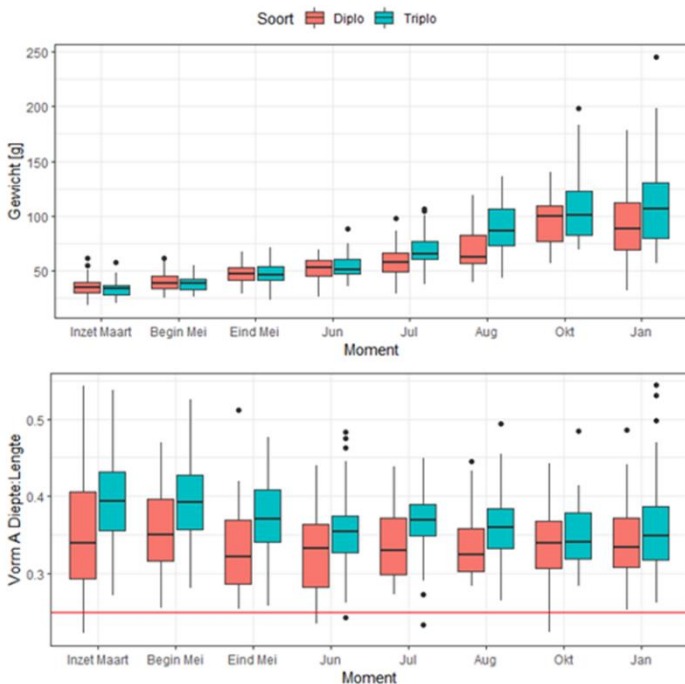 Soort Diplo Triplo
250
200
150
100
50
Gewicht [g]
Inzet Maart Begin Mei Eind Mei Jun Jul Aug Okt Jan
Moment
0.5
0.4
0.3
Vorm A Diepte:Lengte
Inzet Maart Begin Mei Eind Mei Jun Jul Aug Okt Jan
Moment